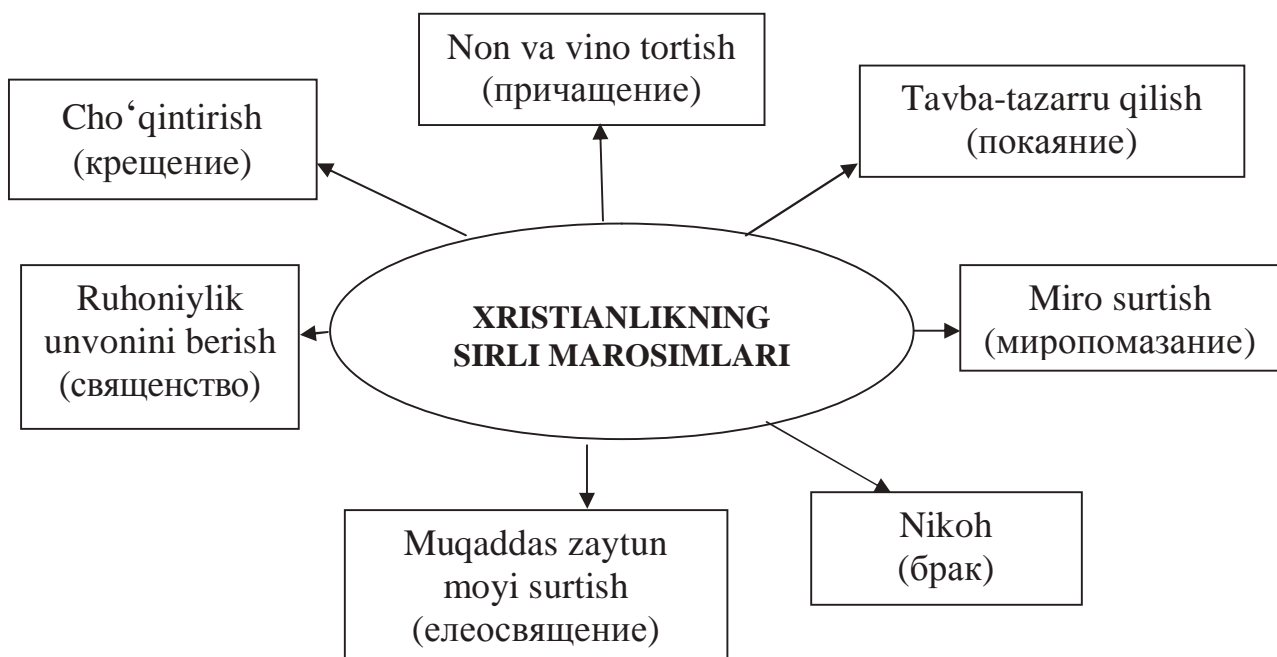 Non va vino tortish
(причащение)
Cho‘qintirish
(крещение)
Tavba-tazarru qilish
(покаяние)
Ruhoniylik
unvonini berish
(священство)
XRISTIANLIKNING
SIRLI MAROSIMLARI
Miro surtish
(миропомазание)
Muqaddas zaytun
moyi surtish
(елеосвящение)
Nikoh
(брак)